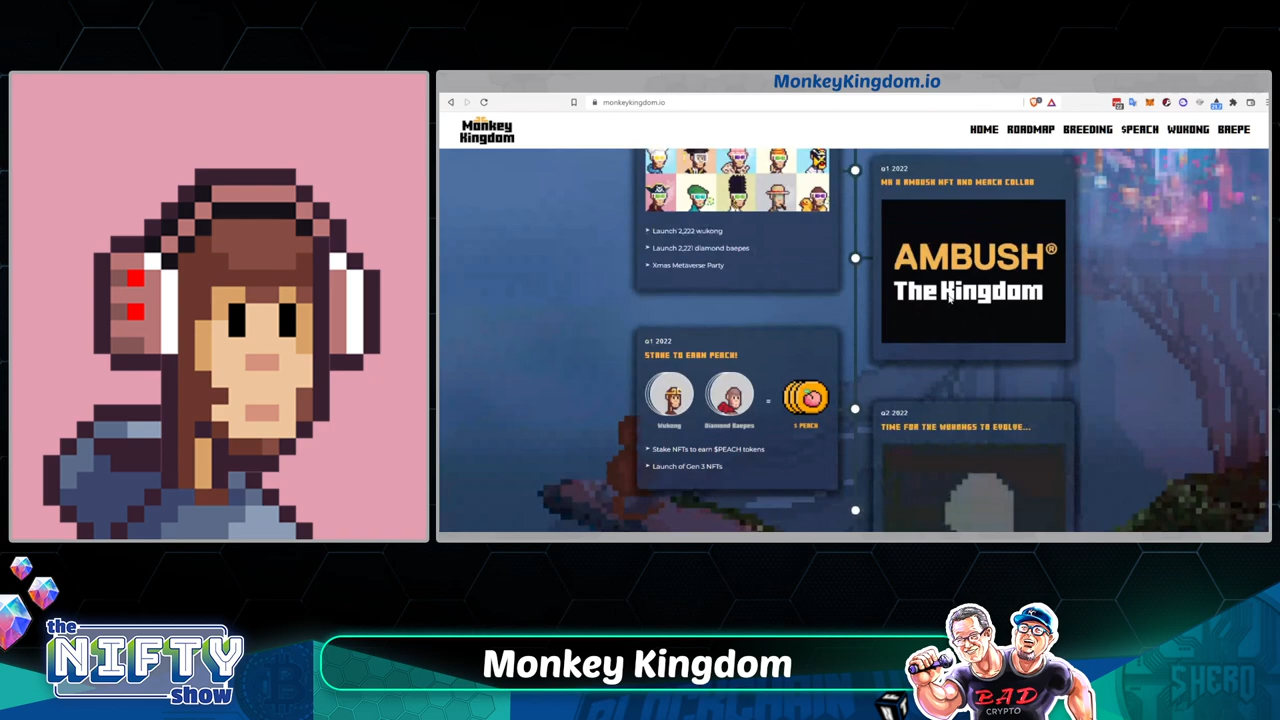 MonkeyKingdom.io
monkeykingdom.io
Monkey
Kingdom
HOME ROADMAP BREEDING $PEACH WUKONG BAEPE
Launch 2,222 wukong
Launch 2,221 diamond baepes
Xmas Metaverse Party
Q1 2022
MK X AMBUSH NFT AND MERCH COLLAB
AMBUSH®
The Kingdom
Q1 2022
STAKE TO EARN PEACH!
Wukong
Diamond Baepes
=
$ PEACH
Stake NFTs to earn $PEACH tokens
Launch of Gen 3 NFTs
Q2 2022
TIME FOR THE WUKONGS TO EVOLVE...
the
NIFTY
show
Monkey Kingdom
BAD
CRYPTO
BLOCKCHAIN
SHERO